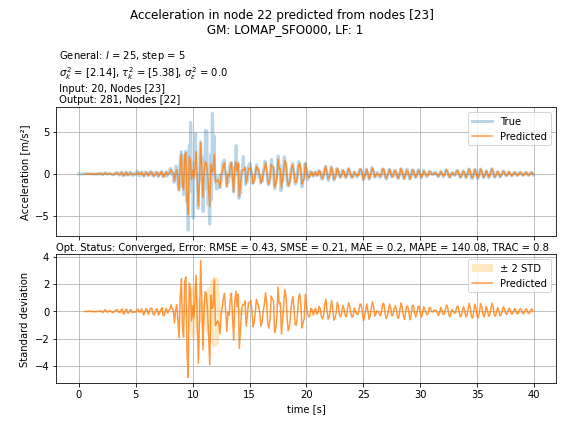 Acceleration in node 22 predicted from nodes [23]
GM: LOMAP_SFO000, LF: 1
General: l = 25, step = 5
σ²ₖ = [2.14], τ²ₖ = [5.38], σ²ε = 0.0
Input: 20, Nodes [23]
Output: 281, Nodes [22]
Acceleration [m/s²]
5
0
−5
True
Predicted
Opt. Status: Converged, Error: RMSE = 0.43, SMSE = 0.21, MAE = 0.2, MAPE = 140.08, TRAC = 0.8
Standard deviation
4
2
0
−2
−4
± 2 STD
Predicted
0 5 10 15 20 25 30 35 40
time [s]